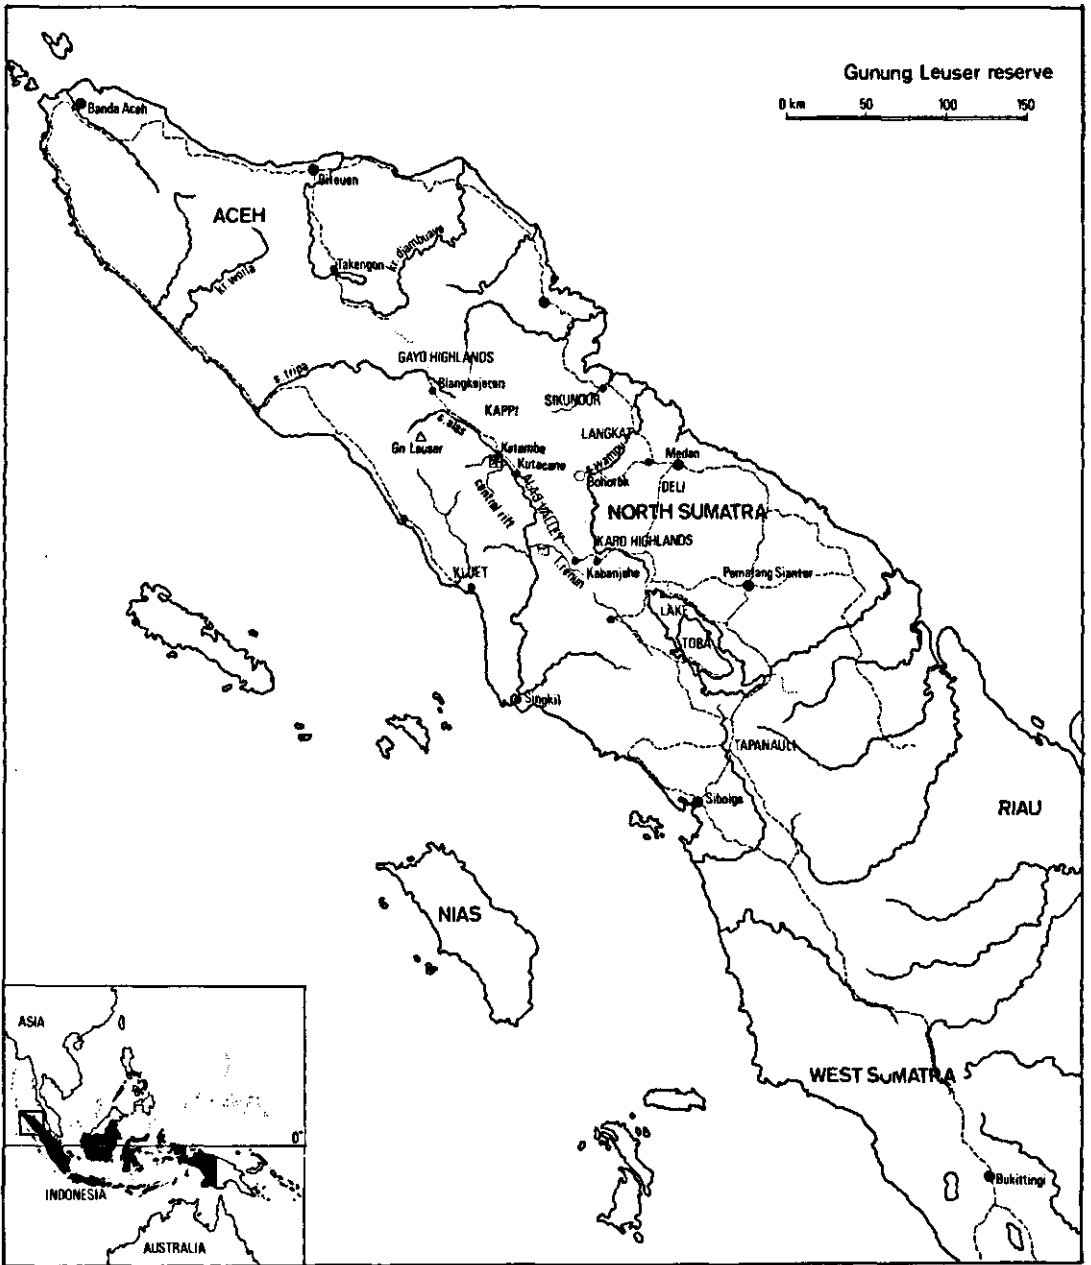 Gunung Leuser reserve
0 km 50 100 150
Banda Aceh
Bireuen
ACEH
kr. djambuaye
Takengon
kr. woila
GAYO HIGHLANDS
s. tripa
Blangkejeren
KAPPI
SIKUNDUR
s. alas
LANGKAT
Gn Leuser
Ketambe
Medan
Kutacane
s. wampu
Bohorok
DELI
ALAS VALLEY
central rift
NORTH SUMATRA
KARO HIGHLANDS
l. renun
KLUET
Kabanjahe
Pematang Siantar
LAKE
TOBA
Singkil
TAPANAULI
Sibolga
RIAU
NIAS
ASIA
WEST SUMATRA
0°
Bukittingi
INDONESIA
AUSTRALIA